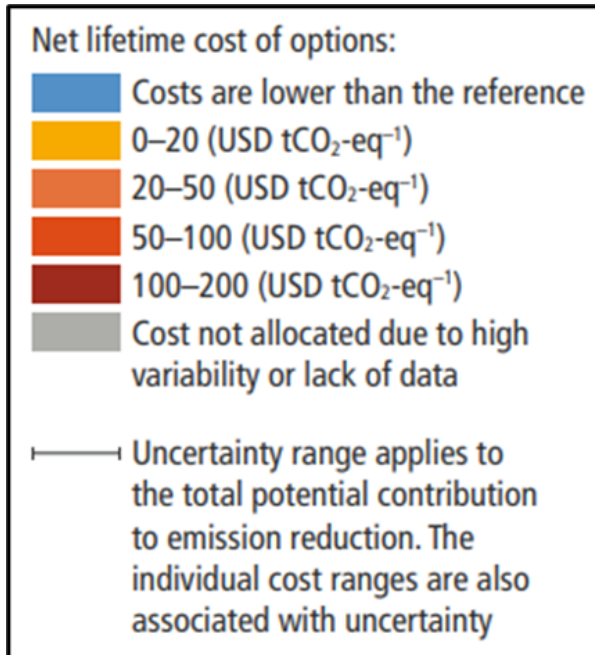 Net lifetime cost of options:
Costs are lower than the reference
0–20 (USD tCO₂-eq⁻¹)
20–50 (USD tCO₂-eq⁻¹)
50–100 (USD tCO₂-eq⁻¹)
100–200 (USD tCO₂-eq⁻¹)
Cost not allocated due to high
variability or lack of data
Uncertainty range applies to
the total potential contribution
to emission reduction. The
individual cost ranges are also
associated with uncertainty